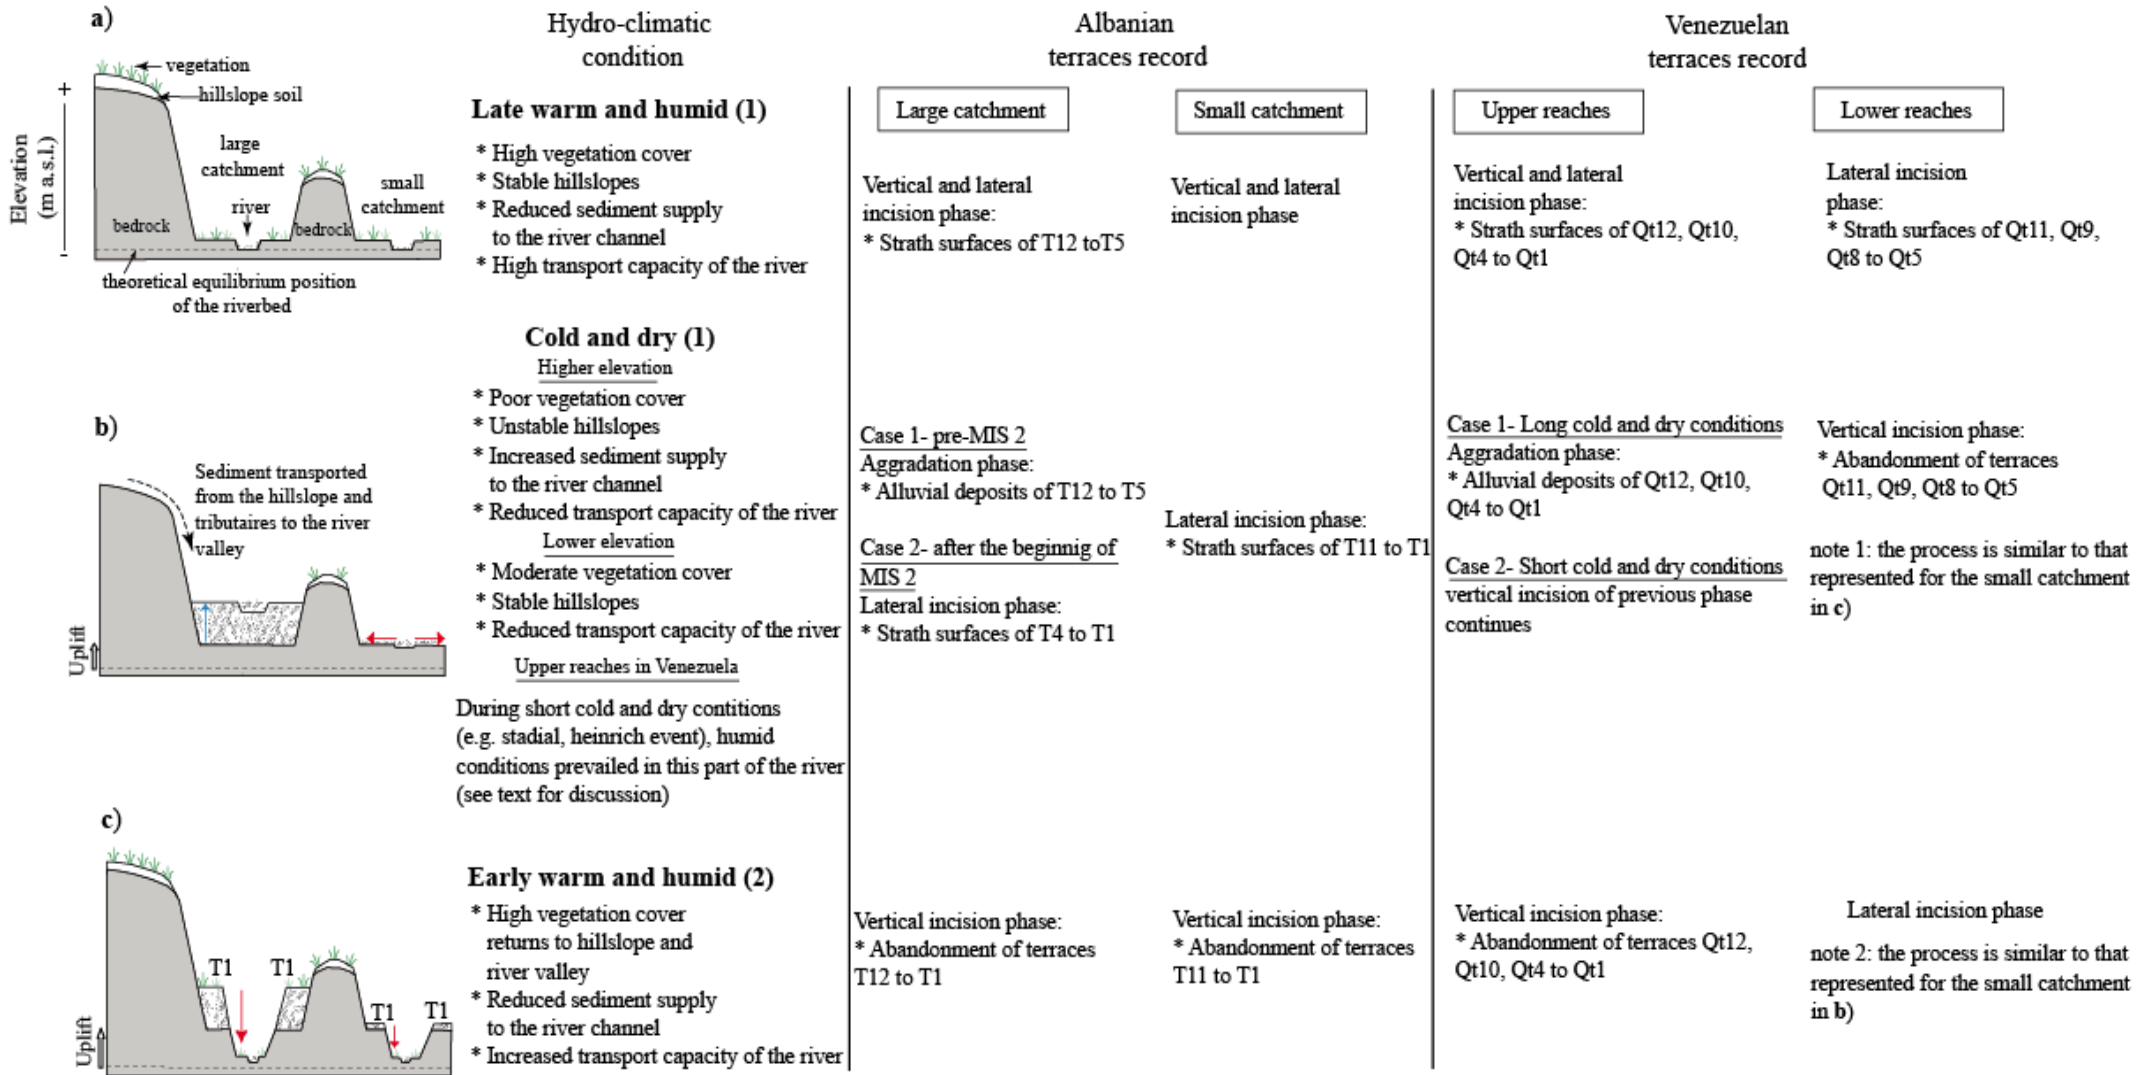 a)
Hydro-climatic
condition
Albanian
terraces record
Venezuelan
terraces record
vegetation
hillslope soil
+
-
Elevation
(m a.s.l.)
large
catchment
small
catchment
river
bedrock
bedrock
theoretical equilibrium position
of the riverbed
Late warm and humid (1)
* High vegetation cover
* Stable hillslopes
* Reduced sediment supply
to the river channel
* High transport capacity of the river
Large catchment
Vertical and lateral
incision phase:
* Strath surfaces of T12 toT5
Small catchment
Vertical and lateral
incision phase
Upper reaches
Vertical and lateral
incision phase:
* Strath surfaces of Qt12, Qt10,
Qt4 to Qt1
Lower reaches
Lateral incision
phase:
* Strath surfaces of Qt11, Qt9,
Qt8 to Qt5
b)
Sediment transported
from the hillslope and
tributaires to the river
valley
Uplift
Cold and dry (1)
Higher elevation
* Poor vegetation cover
* Unstable hillslopes
* Increased sediment supply
to the river channel
* Reduced transport capacity of the river
Lower elevation
* Moderate vegetation cover
* Stable hillslopes
* Reduced transport capacity of the river
Upper reaches in Venezuela
During short cold and dry contitions
(e.g. stadial, heinrich event), humid
conditions prevailed in this part of the river
(see text for discussion)
Case 1- pre-MIS 2
Aggradation phase:
* Alluvial deposits of T12 to T5
Case 2- after the beginnig of
MIS 2
Lateral incision phase:
* Strath surfaces of T4 to T1
Lateral incision phase:
* Strath surfaces of T11 to T1
Case 1- Long cold and dry conditions
Aggradation phase:
* Alluvial deposits of Qt12, Qt10,
Qt4 to Qt1
Case 2- Short cold and dry conditions
vertical incision of previous phase
continues
Vertical incision phase:
* Abandonment of terraces
Qt11, Qt9, Qt8 to Qt5
note 1: the process is similar to that
represented for the small catchment
in c)
c)
T1
T1
T1
T1
Uplift
Early warm and humid (2)
* High vegetation cover
returns to hillslope and
river valley
* Reduced sediment supply
to the river channel
* Increased transport capacity of the river
Vertical incision phase:
* Abandonment of terraces
T12 to T1
Vertical incision phase:
* Abandonment of terraces
T11 to T1
Vertical incision phase:
* Abandonment of terraces Qt12,
Qt10, Qt4 to Qt1
Lateral incision phase
note 2: the process is similar to that
represented for the small catchment
in b)